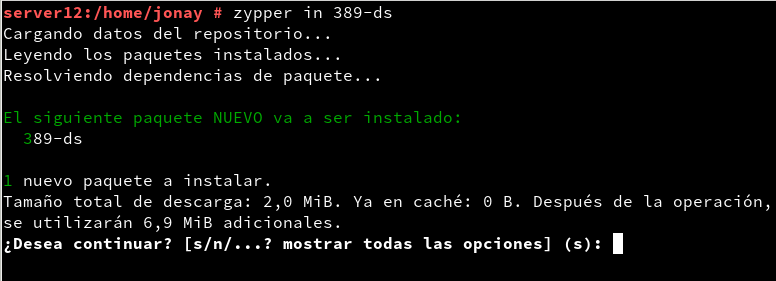 server12:/home/jonay # zypper in 389-ds
Cargando datos del repositorio...
Leyendo los paquetes instalados...
Resolviendo dependencias de paquete...
El siguiente paquete NUEVO va a ser instalado:
389-ds
1 nuevo paquete a instalar.
Tamaño total de descarga: 2,0 MiB. Ya en caché: 0 B. Después de la operación,
se utilizarán 6,9 MiB adicionales.
¿Desea continuar? [s/n/...? mostrar todas las opciones] (s):